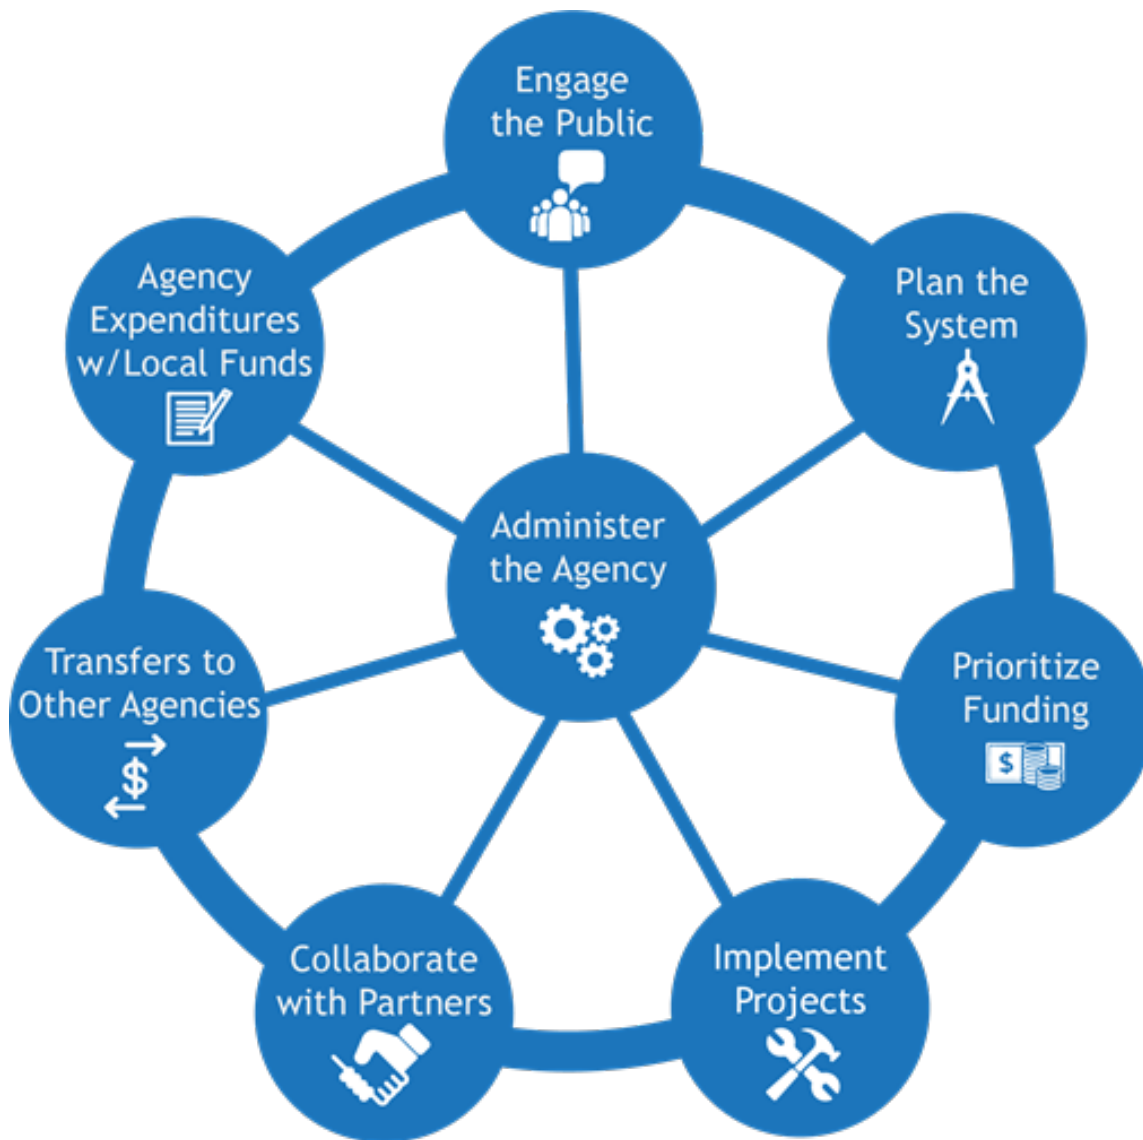 Engage
the Public
Plan the
System
Prioritize
Funding
Implement
Projects
Collaborate
with Partners
Transfers to
Other Agencies
$
Agency
Expenditures
w/Local Funds
Administer
the Agency
$